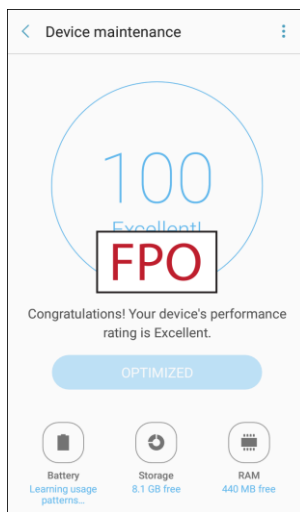 Device maintenance
100
Excellent!
FPO
Congratulations! Your device's performance
rating is Excellent.
OPTIMIZED
Battery
Learning usage
patterns...
Storage
8.1 GB free
RAM
440 MB free